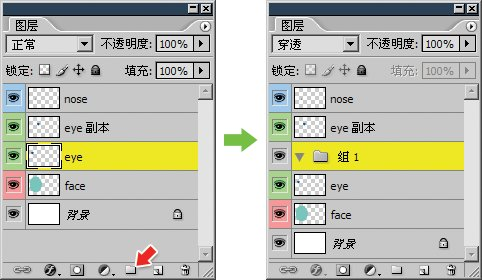 图层
正常 不透明度: 100%
锁定: 填充: 100%
nose
eye 副本
eye
face
背景
图层
穿透 不透明度: 100%
锁定: 填充: 100%
nose
eye 副本
组 1
eye
face
背景